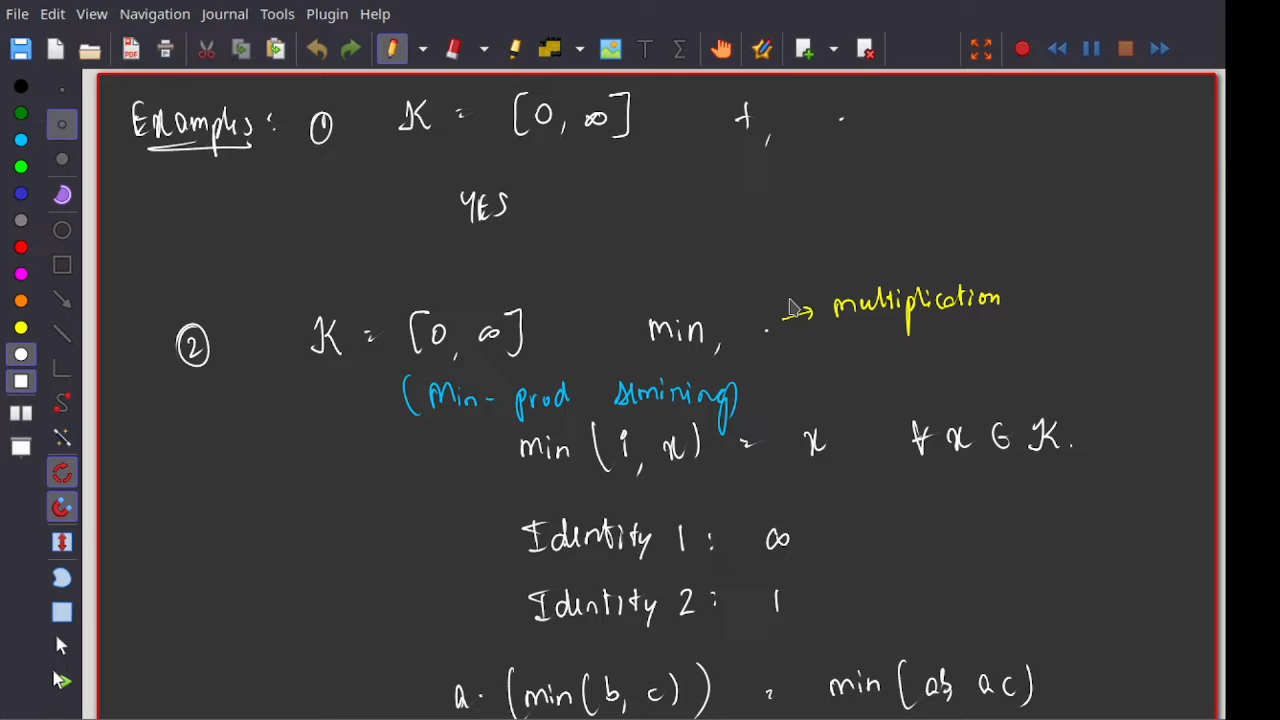 File Edit View Navigation Journal Tools Plugin Help
Examples: ① K = [0, ∞] +, ·
YES
② K = [0, ∞] min, · → multiplication
(Min-prod semiring)
min (i, x) = x ∀ x ∈ K.
Identity 1: ∞
Identity 2: 1
a · (min(b, c)) = min(ab, ac)